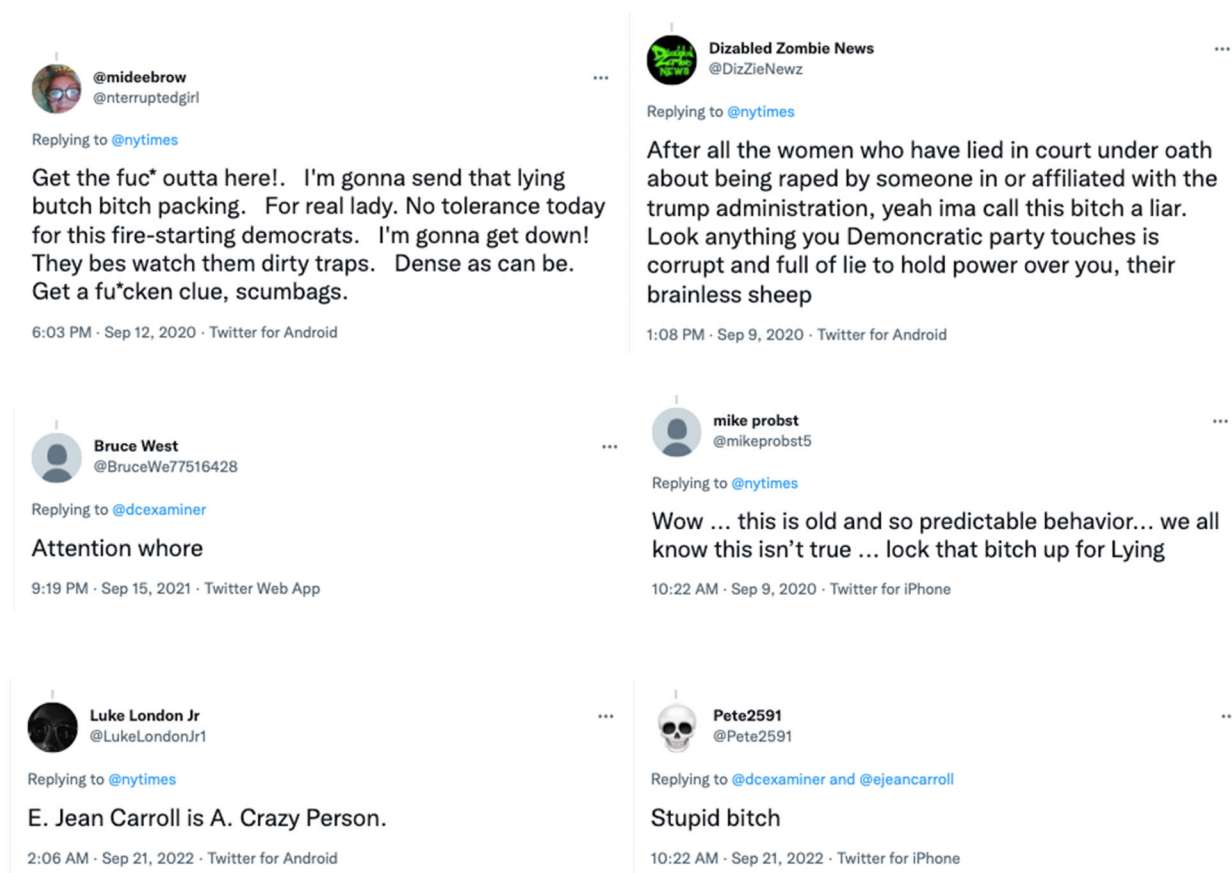 @mideebrow
@nterruptedgirl
Replying to @nytimes
Get the fuc* outta here!.   I'm gonna send that lying
butch bitch packing.   For real lady. No tolerance today
for this fire-starting democrats.   I'm gonna get down!
They bes watch them dirty traps.   Dense as can be.
Get a fu*cken clue, scumbags.
6:03 PM · Sep 12, 2020 · Twitter for Android
Dizabled Zombie News
@DizZieNewz
Replying to @nytimes
After all the women who have lied in court under oath
about being raped by someone in or affiliated with the
trump administration, yeah ima call this bitch a liar.
Look anything you Demoncratic party touches is
corrupt and full of lie to hold power over you, their
brainless sheep
1:08 PM · Sep 9, 2020 · Twitter for Android
Bruce West
@BruceWe77516428
Replying to @dcexaminer
Attention whore
9:19 PM · Sep 15, 2021 · Twitter Web App
mike probst
@mikeprobst5
Replying to @nytimes
Wow ... this is old and so predictable behavior... we all
know this isn't true ... lock that bitch up for Lying
10:22 AM · Sep 9, 2020 · Twitter for iPhone
Luke London Jr
@LukeLondonJr1
Replying to @nytimes
E. Jean Carroll is A. Crazy Person.
2:06 AM · Sep 21, 2022 · Twitter for Android
Pete2591
@Pete2591
Replying to @dcexaminer and @ejeancarroll
Stupid bitch
10:22 AM · Sep 21, 2022 · Twitter for iPhone